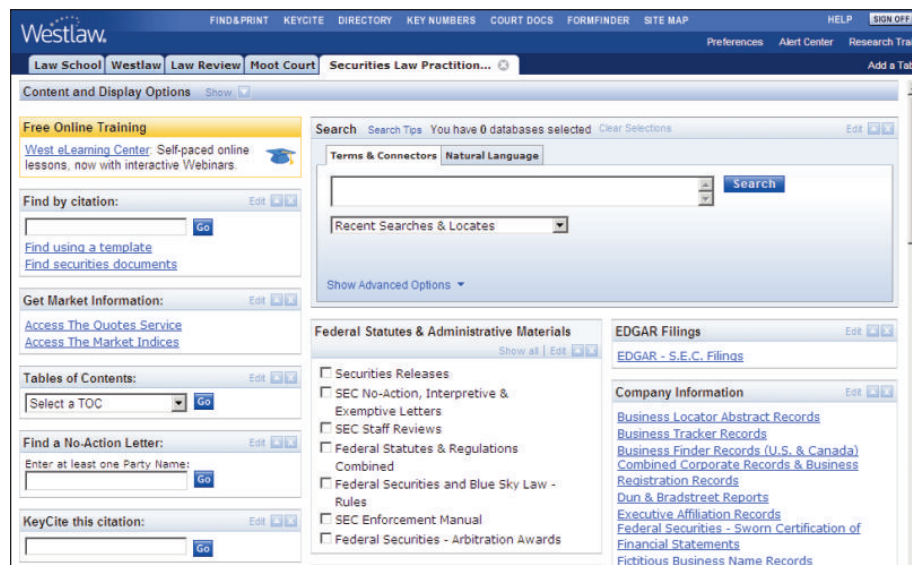 Westlaw.
FIND&PRINT KEYCITE DIRECTORY KEY NUMBERS COURT DOCS FORMFINDER SITE MAP
HELP SIGN OFF
Preferences Alert Center Research Trai
Law School Westlaw Law Review Moot Court Securities Law Practition...
Add a Tab
Content and Display Options Show
Free Online Training
West eLearning Center: Self-paced online
lessons, now with interactive Webinars.
Find by citation: Edit
Go
Find using a template
Find securities documents
Get Market Information: Edit
Access The Quotes Service
Access The Market Indices
Tables of Contents: Edit
Select a TOC Go
Find a No-Action Letter: Edit
Enter at least one Party Name:
Go
KeyCite this citation: Edit
Go
Search Search Tips You have 0 databases selected Clear Selections Edit
Terms & Connectors Natural Language
Search
Recent Searches & Locates
Show Advanced Options
Federal Statutes & Administrative Materials
Show all | Edit
Securities Releases
SEC No-Action, Interpretive &
Exemptive Letters
SEC Staff Reviews
Federal Statutes & Regulations
Combined
Federal Securities and Blue Sky Law -
Rules
SEC Enforcement Manual
Federal Securities - Arbitration Awards
EDGAR Filings Edit
EDGAR - S.E.C. Filings
Company Information Edit
Business Locator Abstract Records
Business Tracker Records
Business Finder Records (U.S. & Canada)
Combined Corporate Records & Business
Registration Records
Dun & Bradstreet Reports
Executive Affiliation Records
Federal Securities - Sworn Certification of
Financial Statements
Fictitious Business Name Records